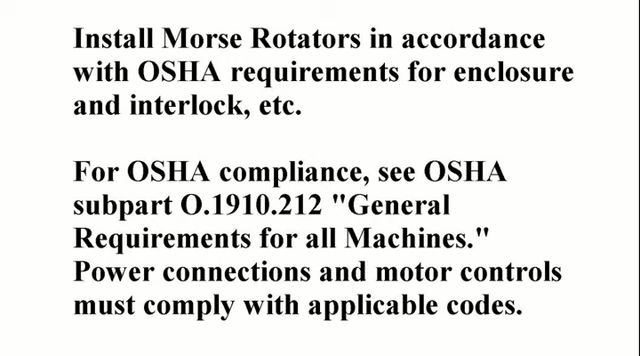 Install Morse Rotators in accordance
with OSHA requirements for enclosure
and interlock, etc.
For OSHA compliance, see OSHA
subpart O.1910.212 "General
Requirements for all Machines."
Power connections and motor controls
must comply with applicable codes.